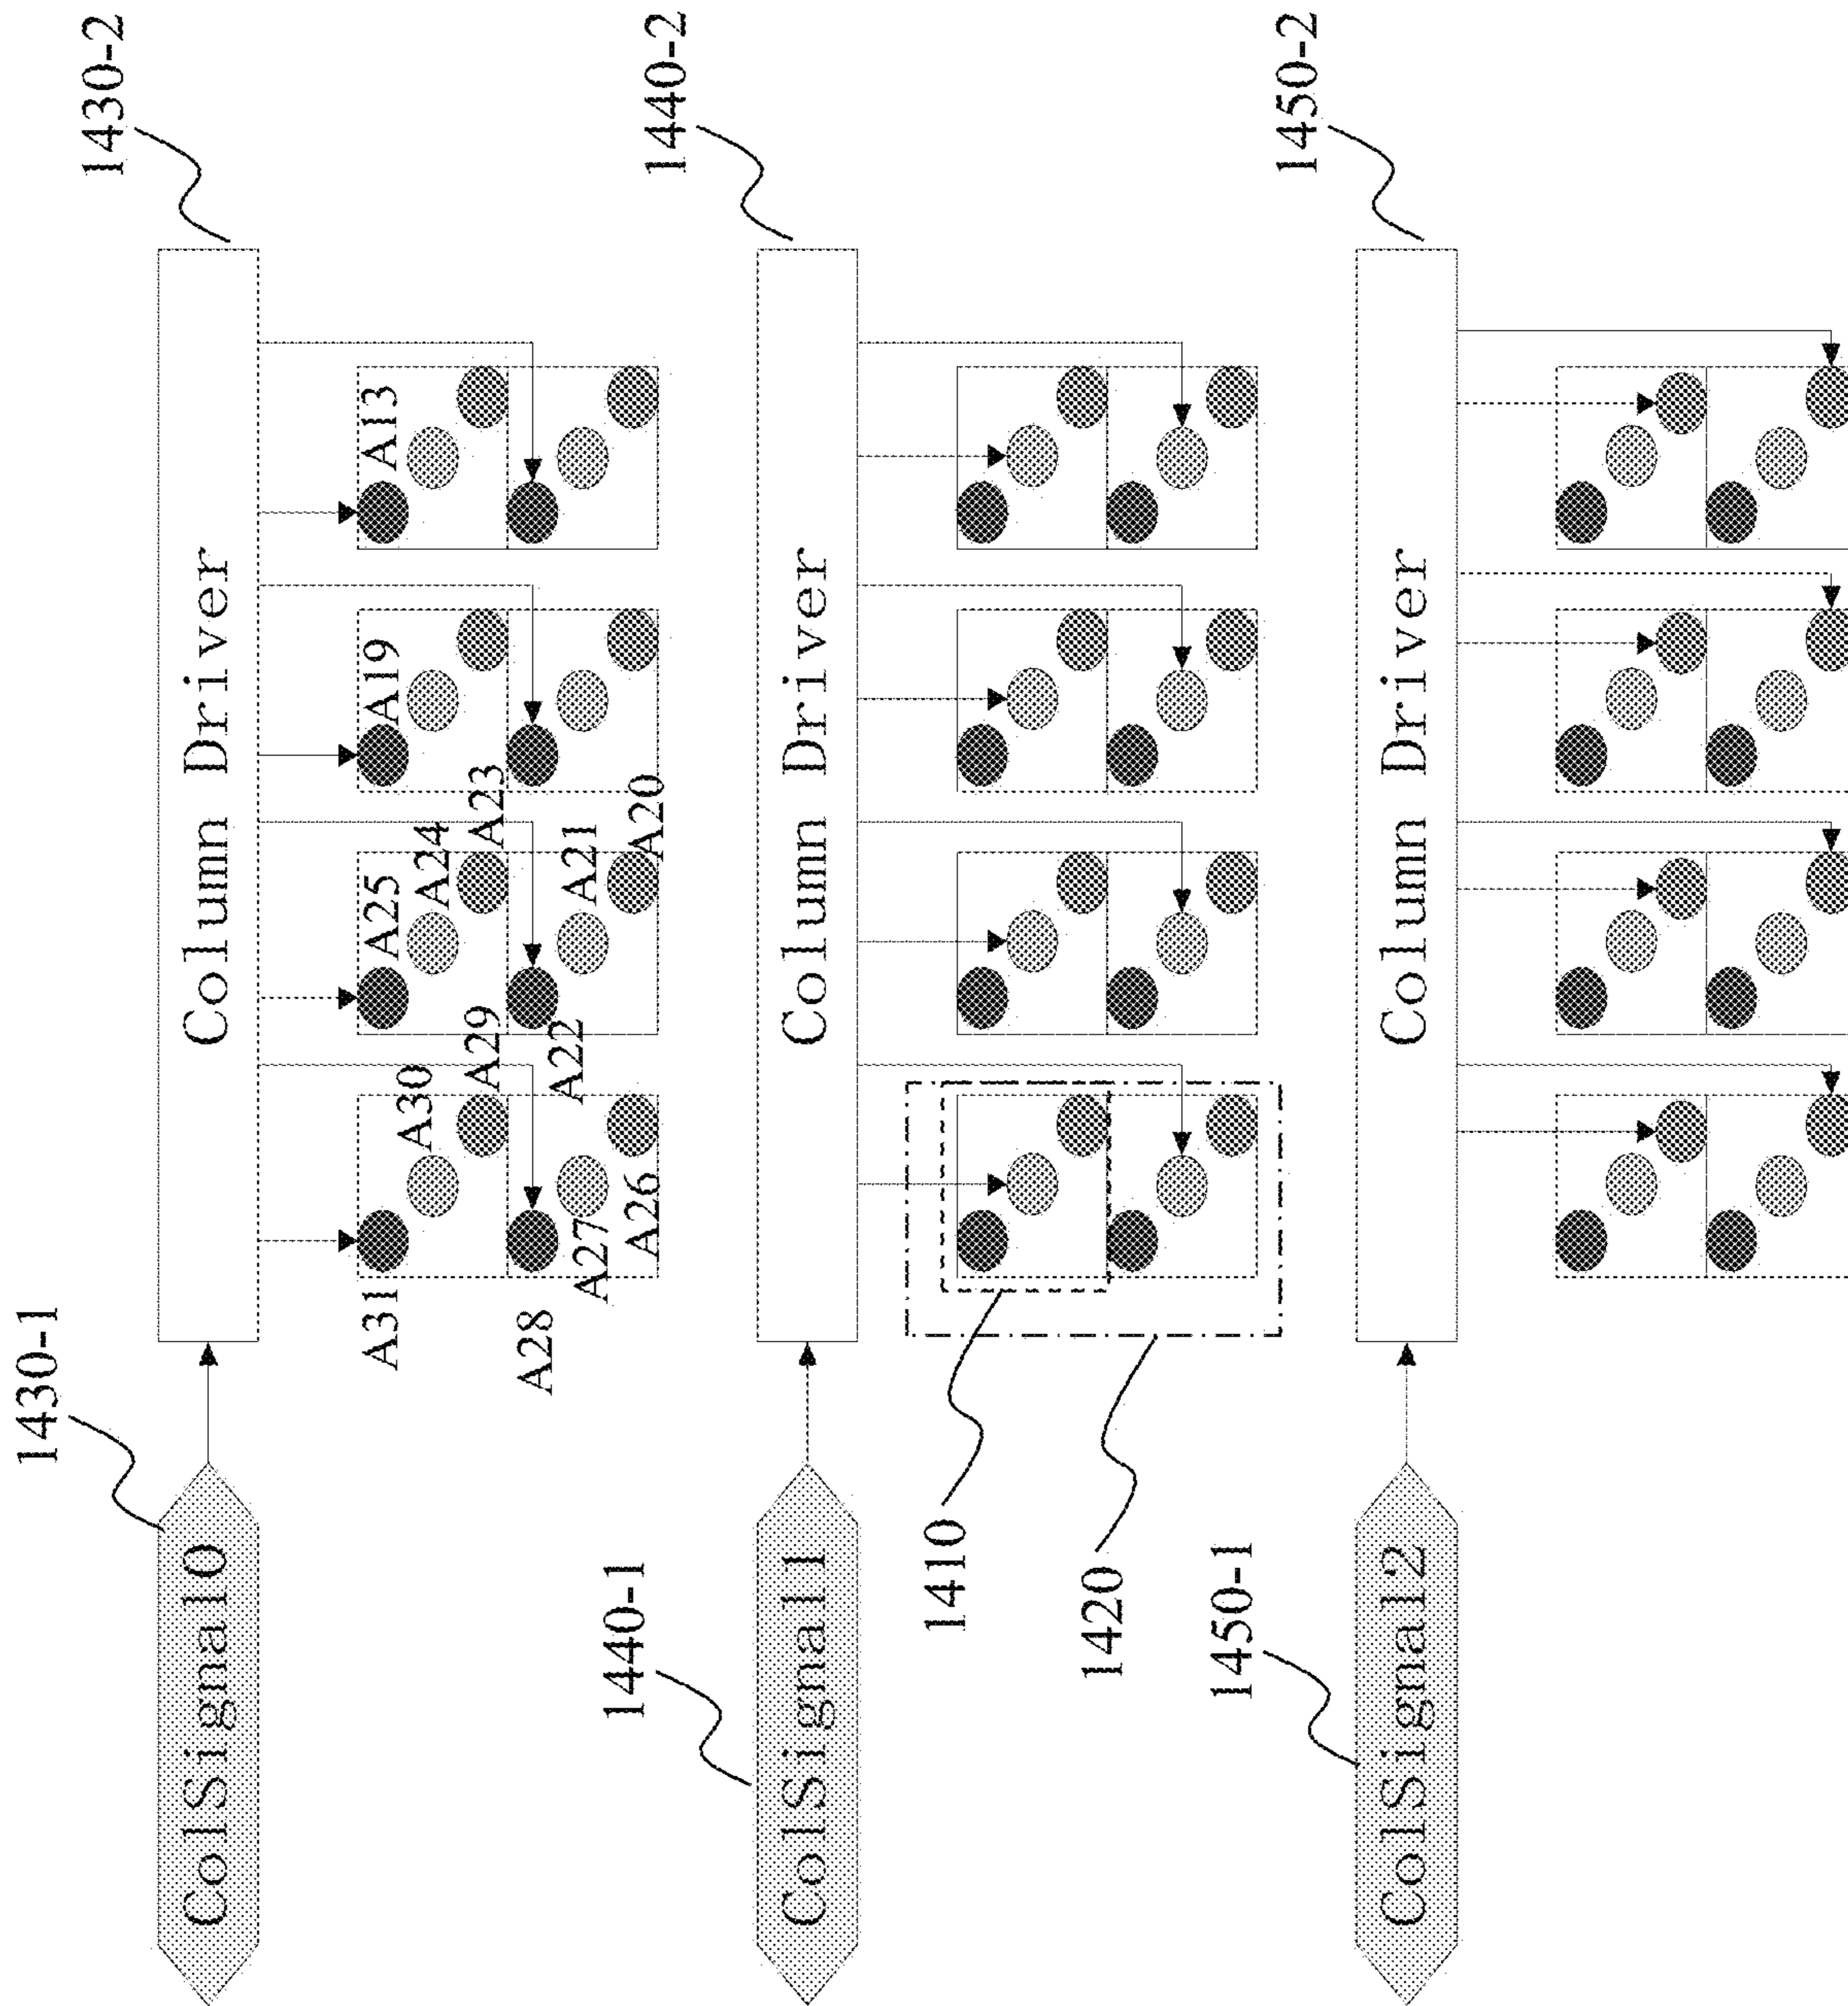 1430-1
1430-2
ColSignal0
Column Driver
A31
A30
A29
A28
A27
A26
A25
A24
A23
A22
A21
A20
A19
A13
1440-1
1440-2
ColSignal1
Column Driver
1410
1420
1450-1
1450-2
ColSignal2
Column Driver